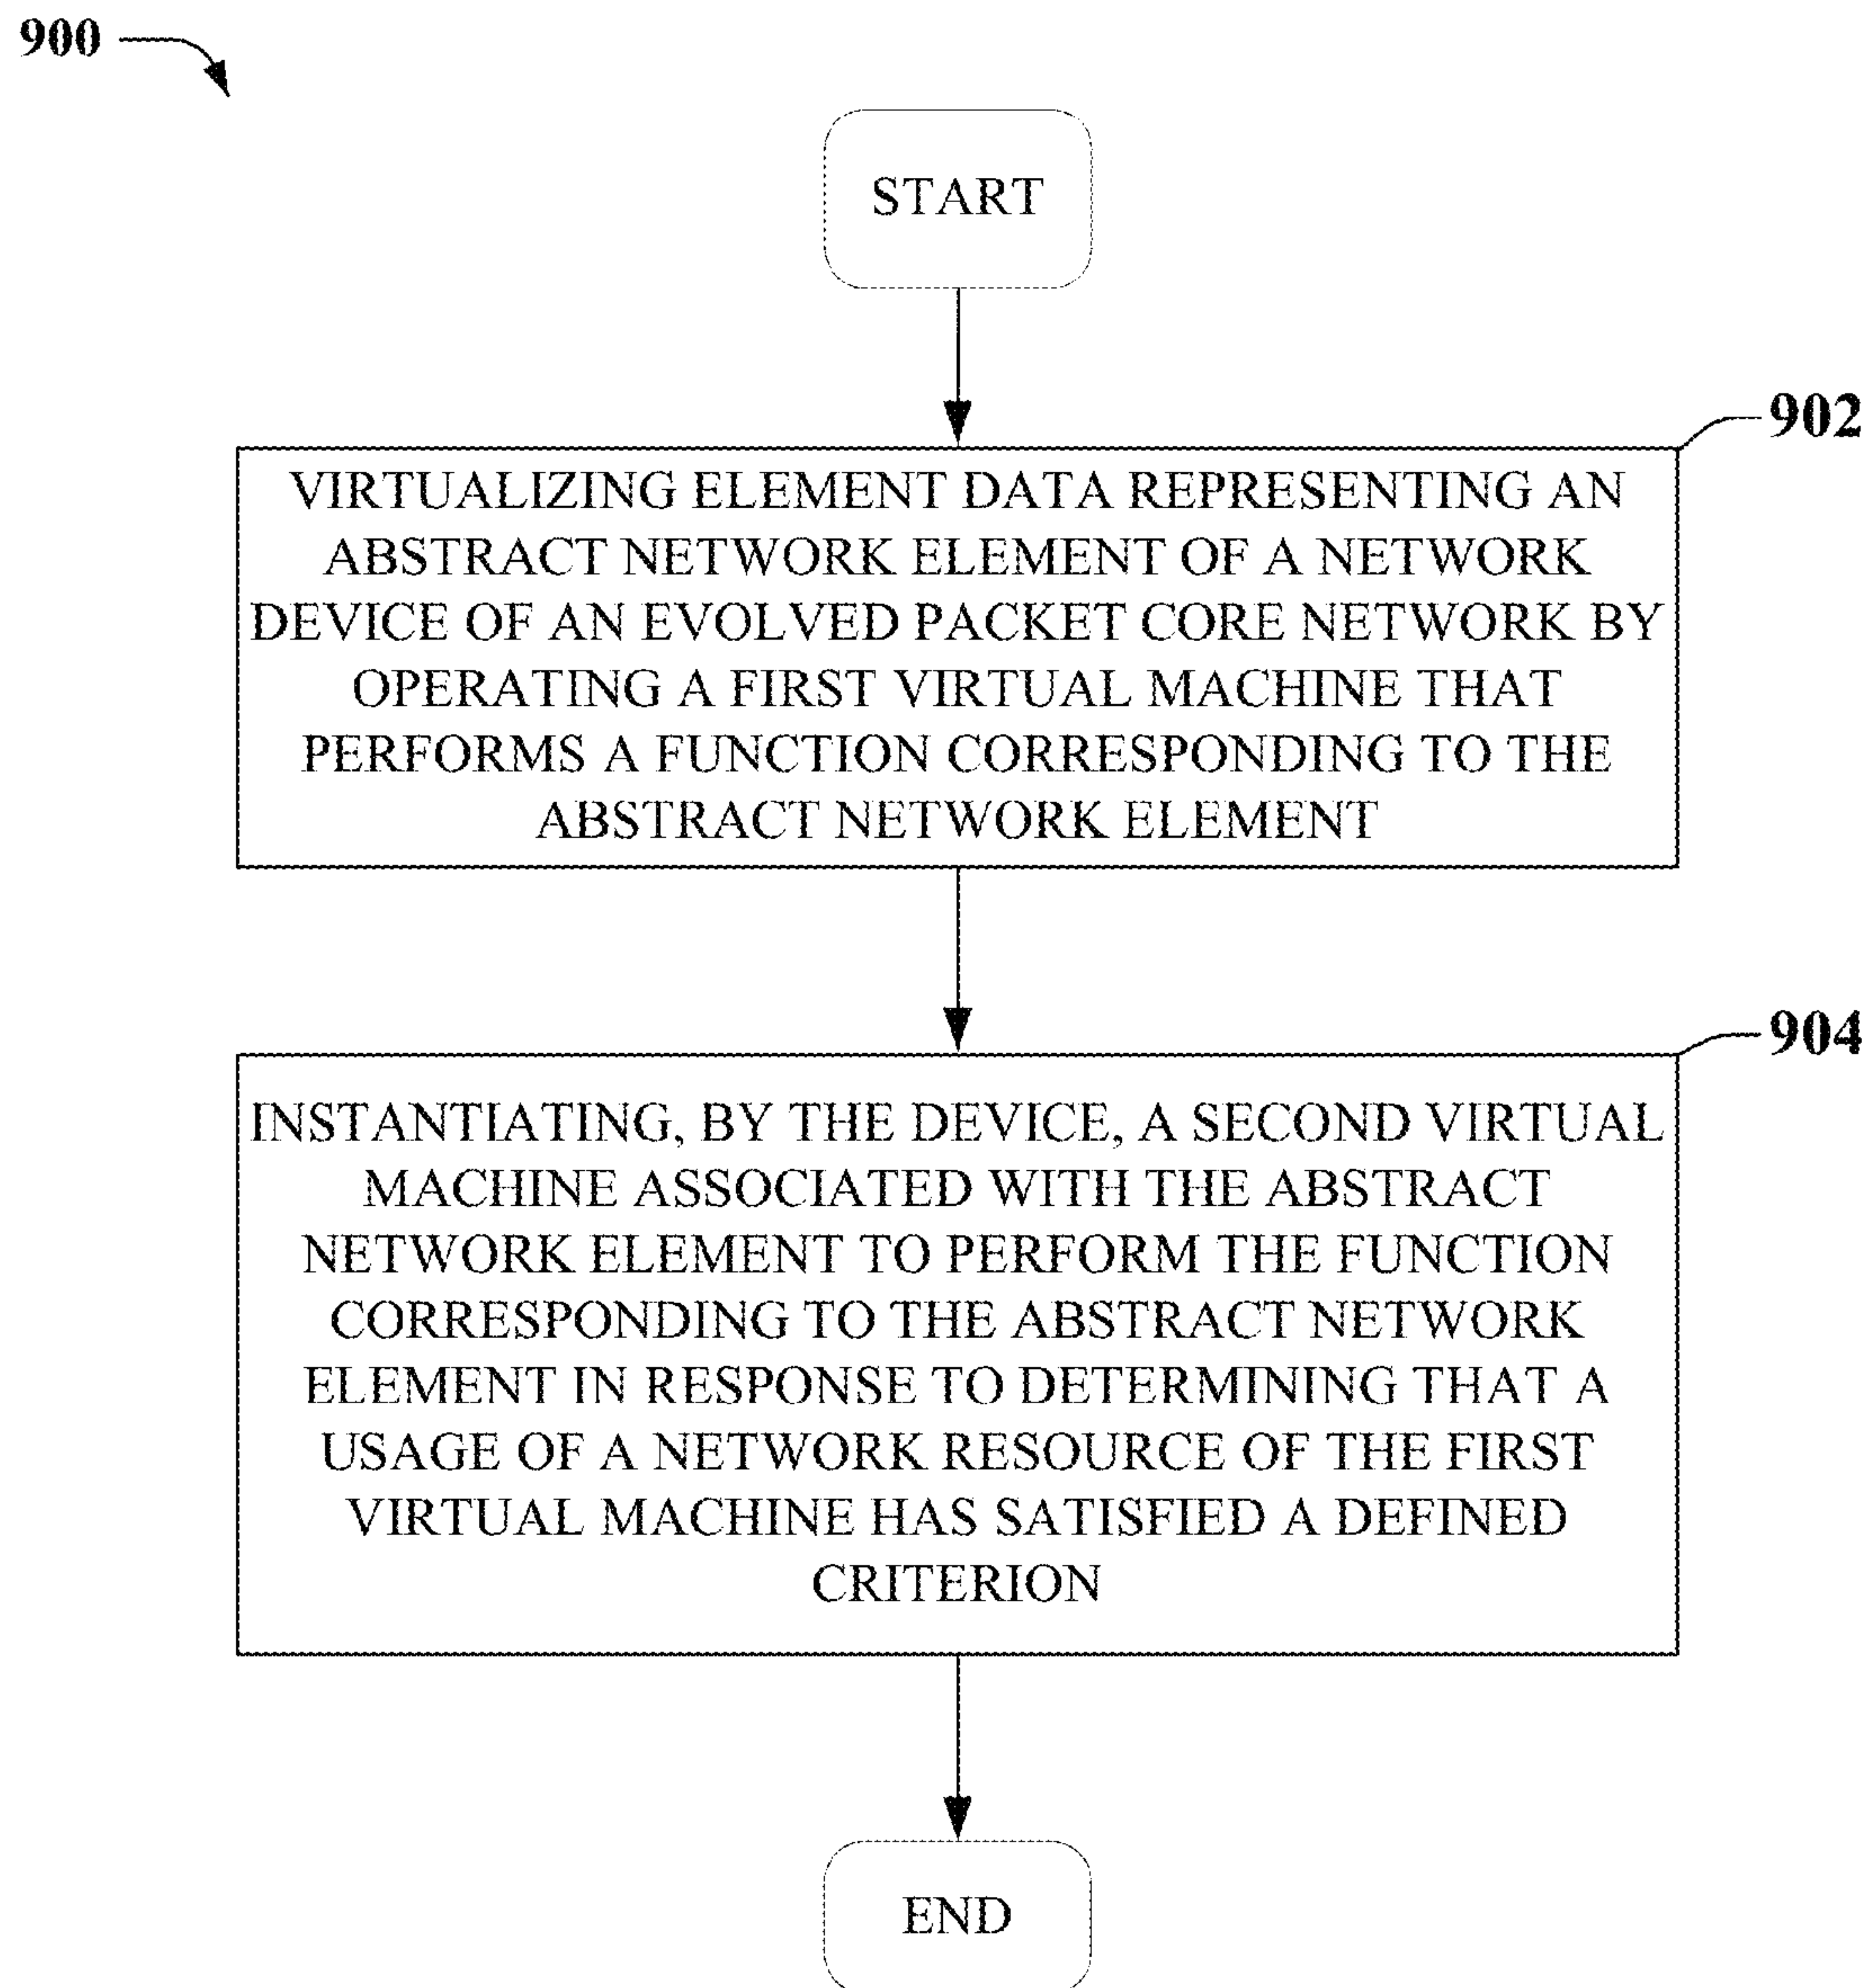 900
START
902
VIRTUALIZING ELEMENT DATA REPRESENTING AN
ABSTRACT NETWORK ELEMENT OF A NETWORK
DEVICE OF AN EVOLVED PACKET CORE NETWORK BY
OPERATING A FIRST VIRTUAL MACHINE THAT
PERFORMS A FUNCTION CORRESPONDING TO THE
ABSTRACT NETWORK ELEMENT
904
INSTANTIATING, BY THE DEVICE, A SECOND VIRTUAL
MACHINE ASSOCIATED WITH THE ABSTRACT
NETWORK ELEMENT TO PERFORM THE FUNCTION
CORRESPONDING TO THE ABSTRACT NETWORK
ELEMENT IN RESPONSE TO DETERMINING THAT A
USAGE OF A NETWORK RESOURCE OF THE FIRST
VIRTUAL MACHINE HAS SATISFIED A DEFINED
CRITERION
END